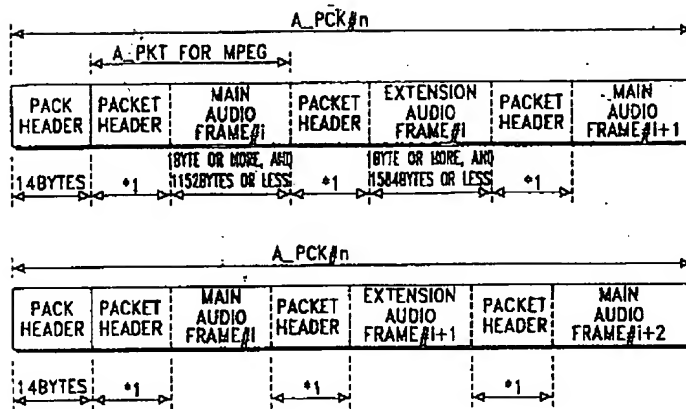 A_PCK#n
A_PKT FOR MPEG
PACK HEADER
PACKET HEADER
MAIN AUDIO FRAME#i
PACKET HEADER
EXTENSION AUDIO FRAME#i
PACKET HEADER
MAIN AUDIO FRAME#i+1
14BYTES
*1
1BYTE OR MORE, AND 1152BYTES OR LESS
*1
1BYTE OR MORE, AND 1584BYTES OR LESS
*1
A_PCK#n
PACK HEADER
PACKET HEADER
MAIN AUDIO FRAME#i
PACKET HEADER
EXTENSION AUDIO FRAME#i+1
PACKET HEADER
MAIN AUDIO FRAME#i+2
14BYTES
*1
*1
*1